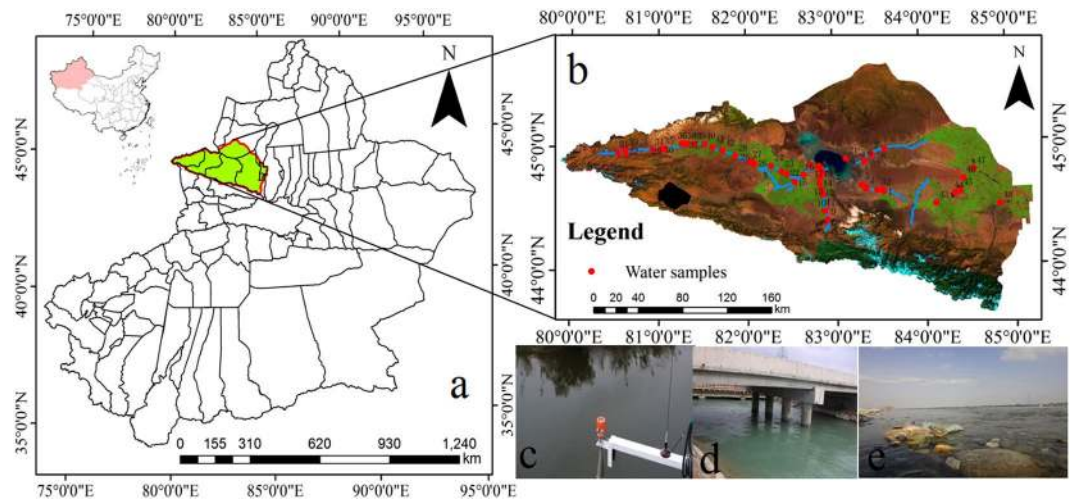 75°0'0"E 80°0'0"E 85°0'0"E 90°0'0"E 95°0'0"E
80°0'0"E 81°0'0"E 82°0'0"E 83°0'0"E 84°0'0"E 85°0'0"E
N
N
a
b
45°0'0"N
40°0'0"N
35°0'0"N
45°0'0"N
40°0'0"N
35°0'0"N
45°0'0"N
44°0'0"N
45°0'0"N
44°0'0"N
Legend
Water samples
0 20 40 80 120 160
km
0 155 310 620 930 1,240
km
75°0'0"E 80°0'0"E 85°0'0"E 90°0'0"E 95°0'0"E
80°0'0"E 81°0'0"E 82°0'0"E 83°0'0"E 84°0'0"E 85°0'0"E
c
d
e